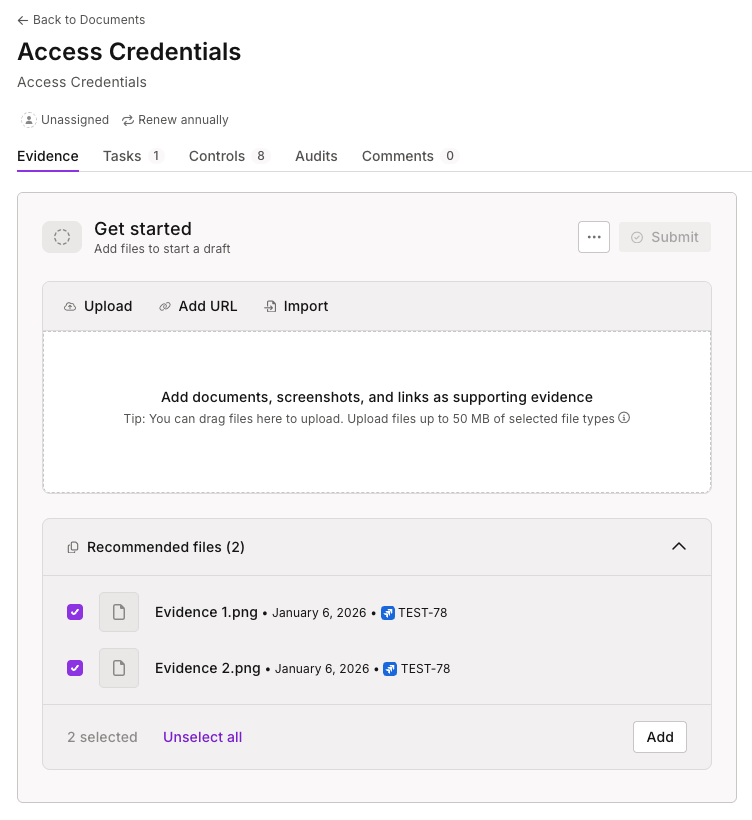 Back to Documents
Access Credentials
Access Credentials
Unassigned Renew annually
Evidence Tasks 1 Controls 8 Audits Comments 0
Get started
Add files to start a draft
Submit
Upload Add URL Import
Add documents, screenshots, and links as supporting evidence
Tip: You can drag files here to upload. Upload files up to 50 MB of selected file types
Recommended files (2)
Evidence 1.png • January 6, 2026 • TEST-78
Evidence 2.png • January 6, 2026 • TEST-78
2 selected Unselect all Add